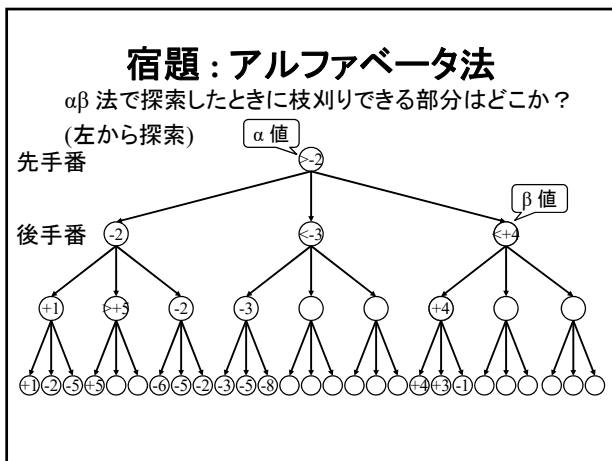 宿題 : アルファベータ法
αβ 法で探索したときに枝刈りできる部分はどこか？
(左から探索)
α 値
先手番
>-2
β 値
後手番
-2 <-3 <+4
+1 >+5 -2 -3 +4
+1 -2 -5 +5 -6 -5 -2 -3 -5 -8 +4 +3 -1